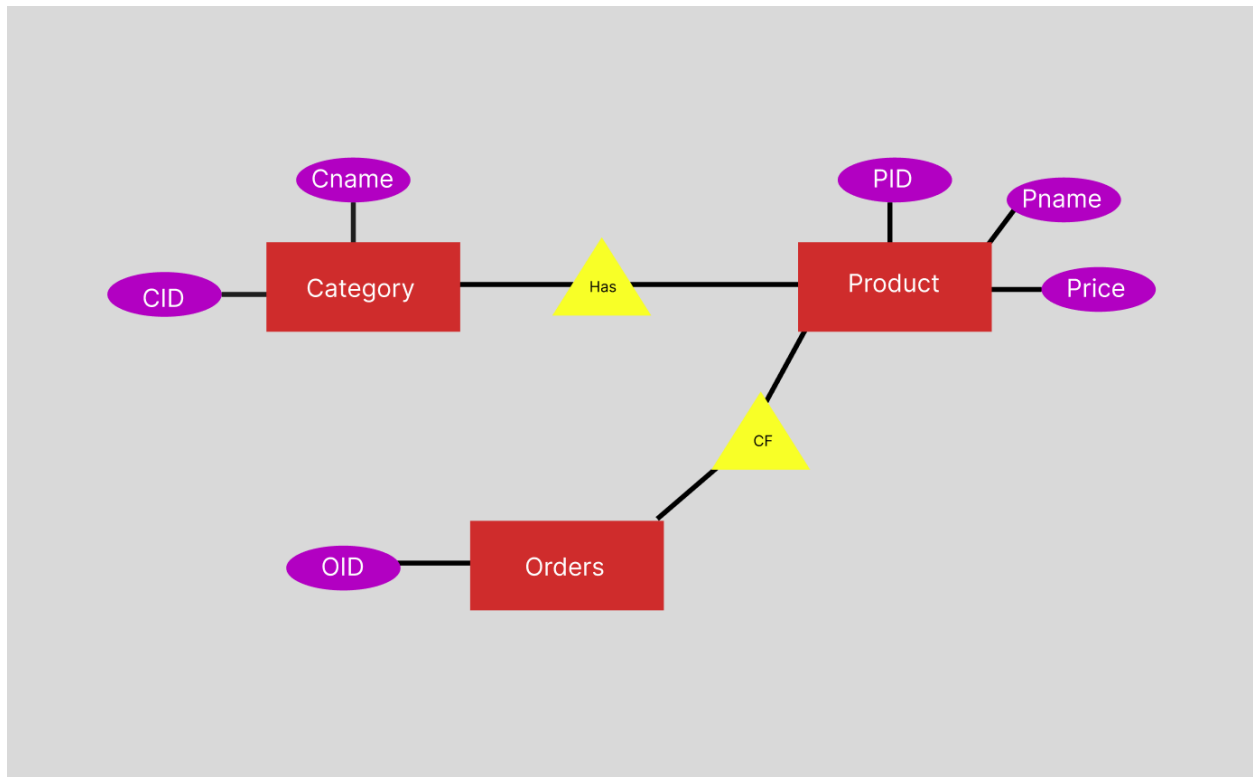 Cname
PID
Pname
CID
Category
Has
Product
Price
CF
OID
Orders